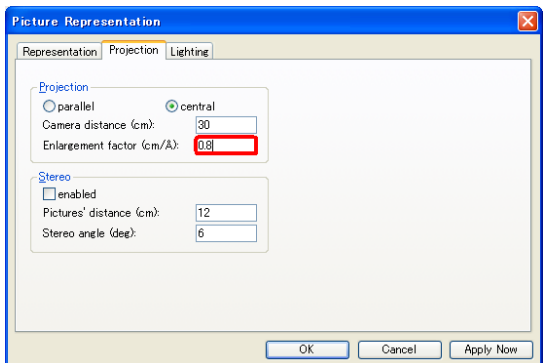 Picture Representation
Representation Projection Lighting
Projection
parallel central
Camera distance (cm): 30
Enlargement factor (cm/Å): 0.8
Stereo
enabled
Pictures' distance (cm): 12
Stereo angle (deg): 6
OK Cancel Apply Now